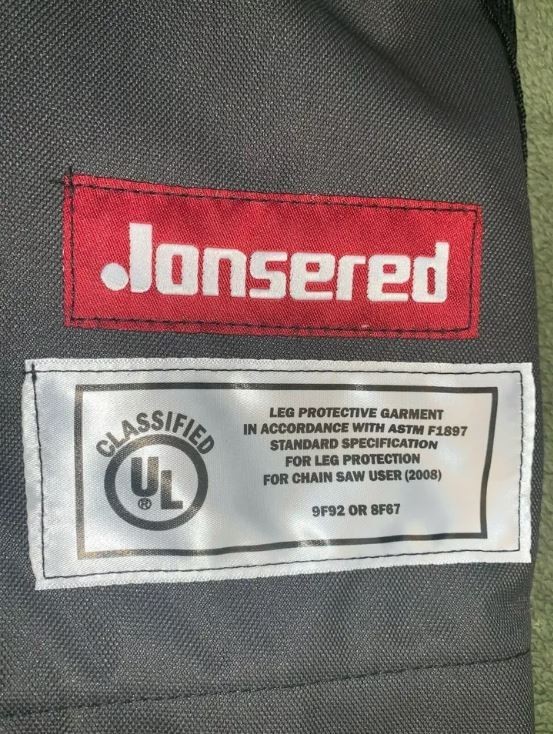 Jonsered
CLASSIFIED
UL
®
LEG PROTECTIVE GARMENT
IN ACCORDANCE WITH ASTM F1897
STANDARD SPECIFICATION
FOR LEG PROTECTION
FOR CHAIN SAW USER (2008)
9F92 OR 8F67